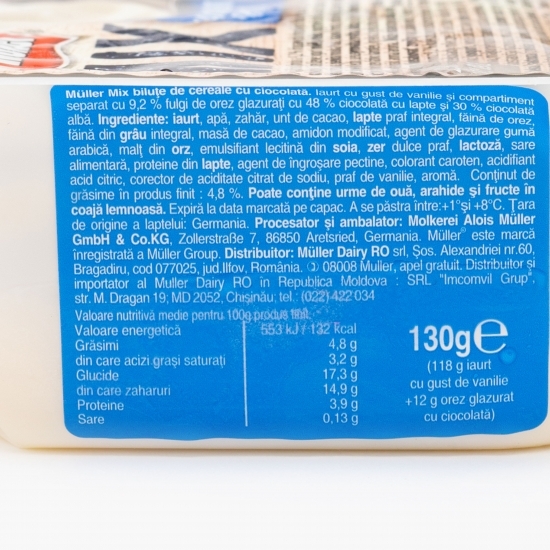 MIX
Müller Mix biluțe de cereale cu ciocolată. Iaurt cu gust de vanilie și compartiment
separat cu 9,2 % fulgi de orez glazurați cu 48 % ciocolată cu lapte și 30 % ciocolată
albă. Ingrediente: iaurt, apă, zahăr, unt de cacao, lapte praf integral, făină de orez,
făină din grâu integral, masă de cacao, amidon modificat, agent de glazurare gumă
arabică, malț din orz, emulsifiant lecitină din soia, zer dulce praf, lactoză, sare
alimentară, proteine din lapte, agent de îngroșare pectine, colorant caroten, acidifiant
acid citric, corector de aciditate citrat de sodiu, praf de vanilie, aromă. Conținut de
grăsime în produs finit : 4,8 %. Poate conține urme de ouă, arahide și fructe în
coajă lemnoasă. Expiră la data marcată pe capac. A se păstra între:+1°și +8°C. Țara
de origine a laptelui: Germania. Procesator și ambalator: Molkerei Alois Müller
GmbH & Co.KG, Zollerstraße 7, 86850 Aretsried, Germania. Müller® este marcă
înregistrată a Müller Group. Distribuitor: Müller Dairy RO srl, Șos. Alexandriei nr.60,
Bragadiru, cod 077025, jud.Ilfov, România. 08008 Muller, apel gratuit. Distribuitor și
importator al Muller Dairy RO in Republica Moldova : SRL "Imcomvil Grup",
str. M. Dragan 19; MD 2052, Chișinău; tel.: (022) 422 034
Valoare nutritivă medie pentru 100g produs finit:
Valoare energetică 553 kJ / 132 kcal
Grăsimi 4,8 g
din care acizi grași saturați 3,2 g
Glucide 17,3 g
din care zaharuri 14,9 g
Proteine 3,9 g
Sare 0,13 g
130g e
(118 g iaurt
cu gust de vanilie
+12 g orez glazurat
cu ciocolată)